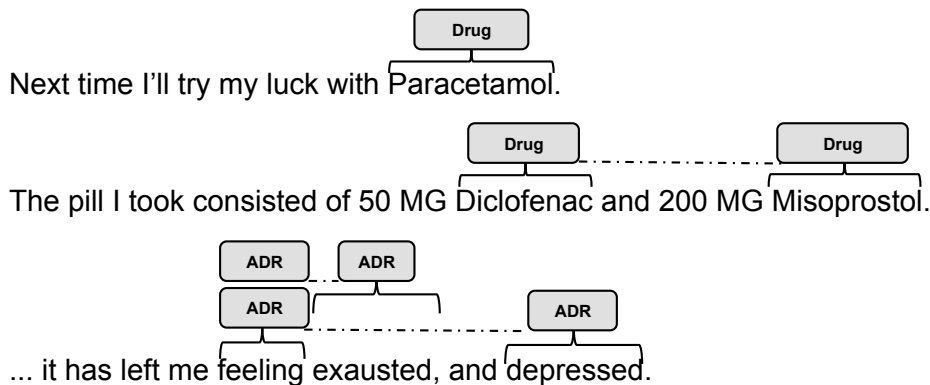 Drug
Next time I'll try my luck with Paracetamol.
Drug Drug
The pill I took consisted of 50 MG Diclofenac and 200 MG Misoprostol.
ADR ADR
ADR ADR
... it has left me feeling exausted, and depressed.